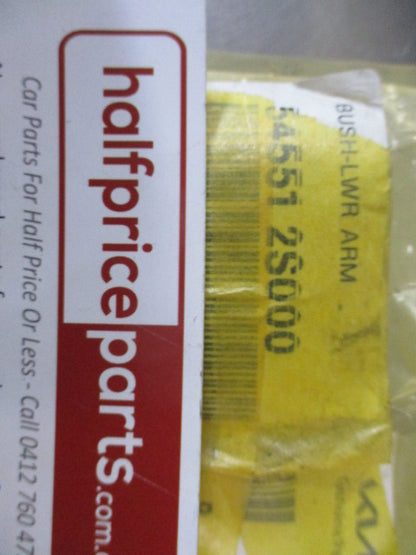 BUSH-LWR ARM
54551 2S000
halfpriceparts.com.
Car Parts For Half Price Or Less - Call 0412 760 47